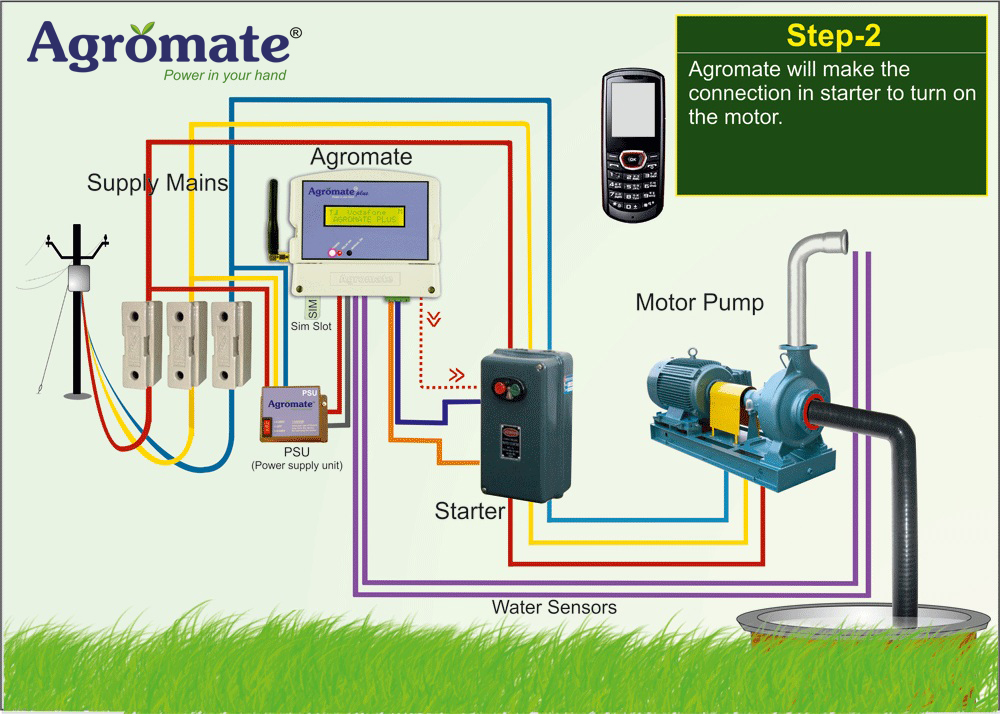 Agromate®
Power in your hand
Step-2
Agromate will make the
connection in starter to turn on
the motor.
Agromate
Supply Mains
Agromate plus
Vodafone
AGROMATE PLUS
Agromate
SIM
Sim Slot
Motor Pump
OK
PSU
Agromate
PSU
(Power supply unit)
Starter
Water Sensors